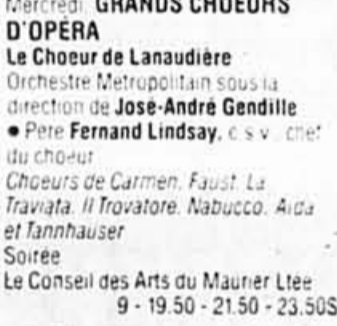 Mercredi, GRANDS CHOEURS
D'OPÉRA
Le Choeur de Lanaudière
Orchestre Metropolitain sous la
direction de José-André Gendille
• Pere Fernand Lindsay, c.s.v. chef
du choeur
Choeurs de Carmen, Faust, La
Traviata, Il Trovatore, Nabucco, Aida
et Tannhauser
Soirée
Le Conseil des Arts du Maurier Ltée
9 - 19.50 - 21.50 - 23.50$